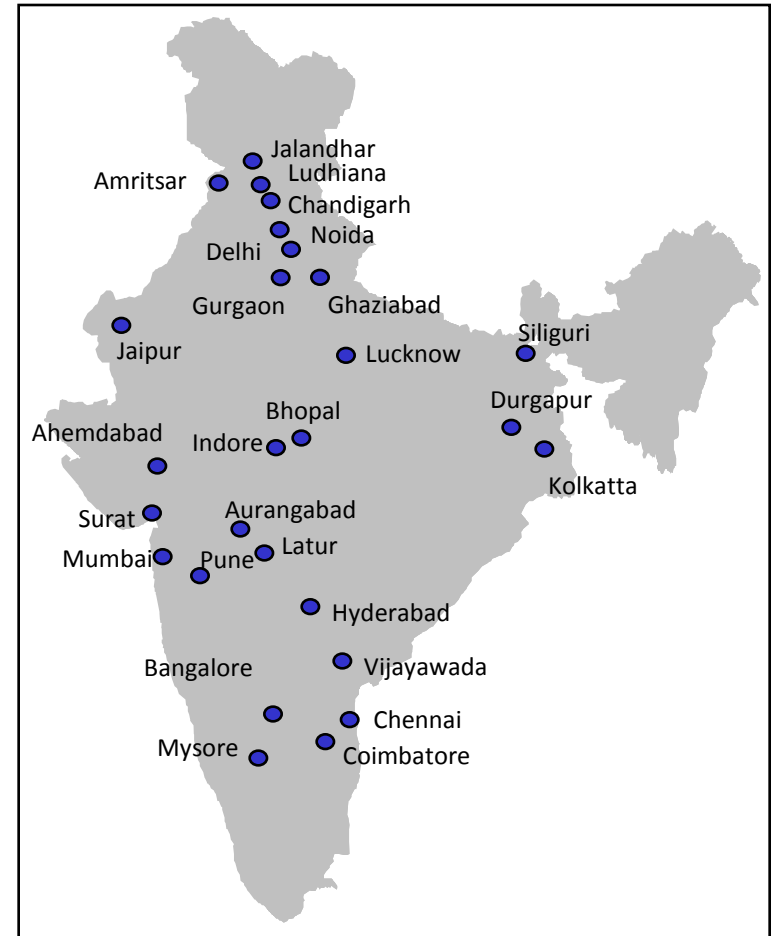 Jalandhar
Amritsar
Ludhiana
Chandigarh
Noida
Delhi
Gurgaon
Ghaziabad
Jaipur
Lucknow
Siliguri
Durgapur
Bhopal
Ahemdabad
Indore
Kolkatta
Aurangabad
Surat
Latur
Mumbai
Pune
Hyderabad
Bangalore
Vijayawada
Chennai
Mysore
Coimbatore